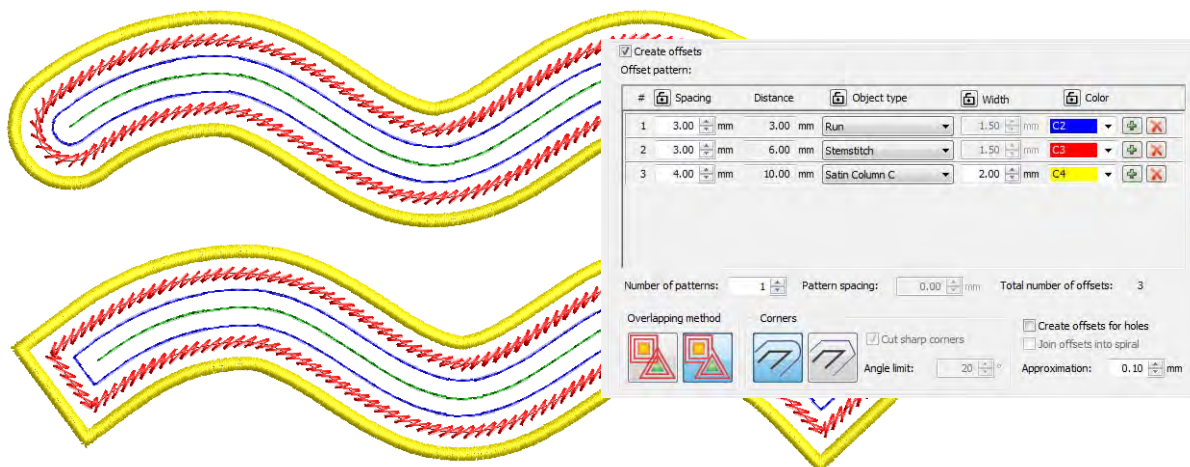 Create offsets
Offset pattern:
# Spacing Distance Object type Width Color
1 3.00 mm 3.00 mm Run 1.50 mm C2
2 3.00 mm 6.00 mm Stemstitch 1.50 mm C3
3 4.00 mm 10.00 mm Satin Column C 2.00 mm C4
Number of patterns: 1 Pattern spacing: 0.00 mm Total number of offsets: 3
Overlapping method Corners Create offsets for holes
Cut sharp corners Join offsets into spiral
Angle limit: 20 ° Approximation: 0.10 mm